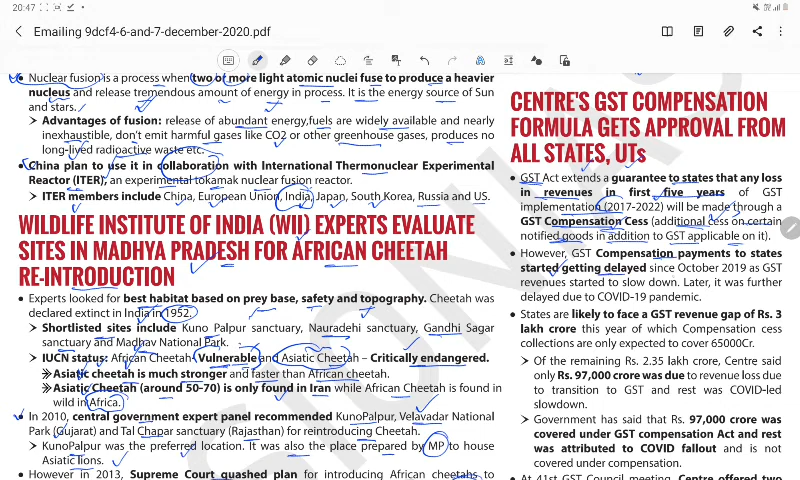 20:47
Emailing 9dcf4-6-and-7-december-2020.pdf
• Nuclear fusion is a process when two or more light atomic nuclei fuse to produce a heavier
nucleus and release tremendous amount of energy in process. It is the energy source of Sun
and stars.
➤ Advantages of fusion: release of abundant energy,fuels are widely available and nearly
inexhaustible, don't emit harmful gases like CO2 or other greenhouse gases, produces no
long-lived radioactive waste etc.
• China plan to use it in collaboration with International Thermonuclear Experimental
Reactor (ITER), an experimental tokamak nuclear fusion reactor.
➤ ITER members include China, European Union, India, Japan, South Korea, Russia and US.
WILDLIFE INSTITUTE OF INDIA (WII) EXPERTS EVALUATE
SITES IN MADHYA PRADESH FOR AFRICAN CHEETAH
RE-INTRODUCTION
• Experts looked for best habitat based on prey base, safety and topography. Cheetah was
declared extinct in India in 1952.
➤ Shortlisted sites include Kuno Palpur sanctuary, Nauradehi sanctuary, Gandhi Sagar
sanctuary and Madhav National Park.
➤ IUCN status: African Cheetah (Vulnerable) and Asiatic Cheetah – Critically endangered.
≫ Asiatic cheetah is much stronger and faster than African cheetah.
≫ Asiatic Cheetah (around 50-70) is only found in Iran while African Cheetah is found in
wild in Africa.
• In 2010, central government expert panel recommended KunoPalpur, Velavadar National
Park (Gujarat) and Tal Chapar sanctuary (Rajasthan) for reintroducing Cheetah.
➤ KunoPalpur was the preferred location. It was also the place prepared by MP to house
Asiatic lions.
• However in 2013, Supreme Court quashed plan for introducing African cheetahs to
CENTRE'S GST COMPENSATION
FORMULA GETS APPROVAL FROM
ALL STATES, UTs
• GST Act extends a guarantee to states that any loss
in revenues in first five years of GST
implementation (2017-2022) will be made through a
GST Compensation Cess (additional cess on certain
notified goods in addition to GST applicable on it).
• However, GST Compensation payments to states
started getting delayed since October 2019 as GST
revenues started to slow down. Later, it was further
delayed due to COVID-19 pandemic.
• States are likely to face a GST revenue gap of Rs. 3
lakh crore this year of which Compensation cess
collections are only expected to cover 65000Cr.
➤ Of the remaining Rs. 2.35 lakh crore, Centre said
only Rs. 97,000 crore was due to revenue loss due
to transition to GST and rest was COVID-led
slowdown.
➤ Government has said that Rs. 97,000 crore was
covered under GST compensation Act and rest
was attributed to COVID fallout and is not
covered under compensation.
• At 41st GST Council meeting, Centre offered two